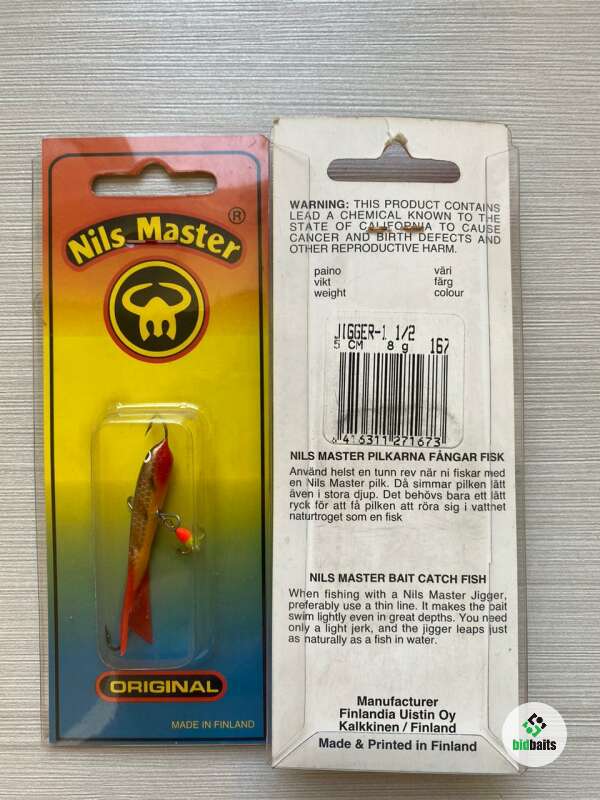 Nils Master®
ORIGINAL
MADE IN FINLAND
WARNING: THIS PRODUCT CONTAINS
LEAD A CHEMICAL KNOWN TO THE
STATE OF CALIFORNIA TO CAUSE
CANCER AND BIRTH DEFECTS AND
OTHER REPRODUCTIVE HARM.
paino väri
vikt färg
weight colour
JIGGER-1 1/2
5 CM 8 g 167
6 416311 271673
NILS MASTER PILKARNA FÅNGAR FISK
Använd helst en tunn rev när ni fiskar med
en Nils Master pilk. Då simmar pilken lätt
även i stora djup. Det behövs bara ett lätt
ryck för att få pilken att röra sig i vattnet
naturtroget som en fisk
NILS MASTER BAIT CATCH FISH
When fishing with a Nils Master Jigger,
preferably use a thin line. It makes the bait
swim lightly even in great depths. You need
only a light jerk, and the jigger leaps just
as naturally as a fish in water.
Manufacturer
Finlandia Uistin Oy
Kalkkinen / Finland
Made & Printed in Finland
bidbaits